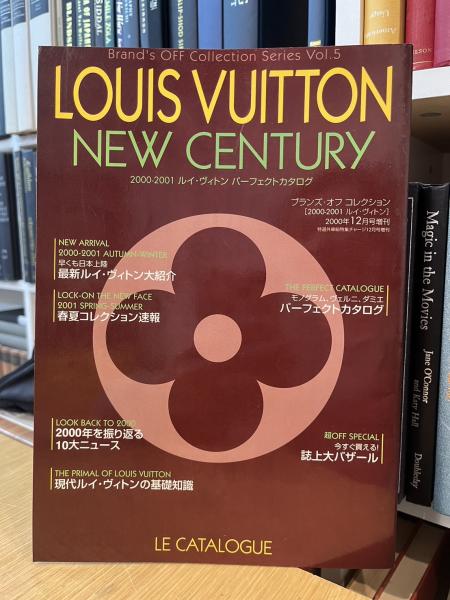 Brand's OFF Collection Series Vol.5
LOUIS VUITTON
NEW CENTURY
2000-2001 ルイ・ヴィトン パーフェクトカタログ
ブランズ・オフ コレクション
[2000-2001 ルイ・ヴィトン]
2000年12月号増刊
NEW ARRIVAL
2000-2001 AUTUMN-WINTER
早くも日本上陸
最新ルイ・ヴィトン大紹介
LOCK-ON THE NEW FACE
2001 SPRING-SUMMER
春夏コレクション速報
THE PERFECT CATALOGUE
モノグラム、ヴェルニ、ダミエ
パーフェクトカタログ
LOOK BACK TO 2000
2000年を振り返る
10大ニュース
超OFF SPECIAL
今すぐ買える!
誌上大バザール
THE PRIMAL OF LOUIS VUITTON
現代ルイ・ヴィトンの基礎知識
LE CATALOGUE
Magic in the Movies
Jane O'Connor
and Katy Hall
Doubleday